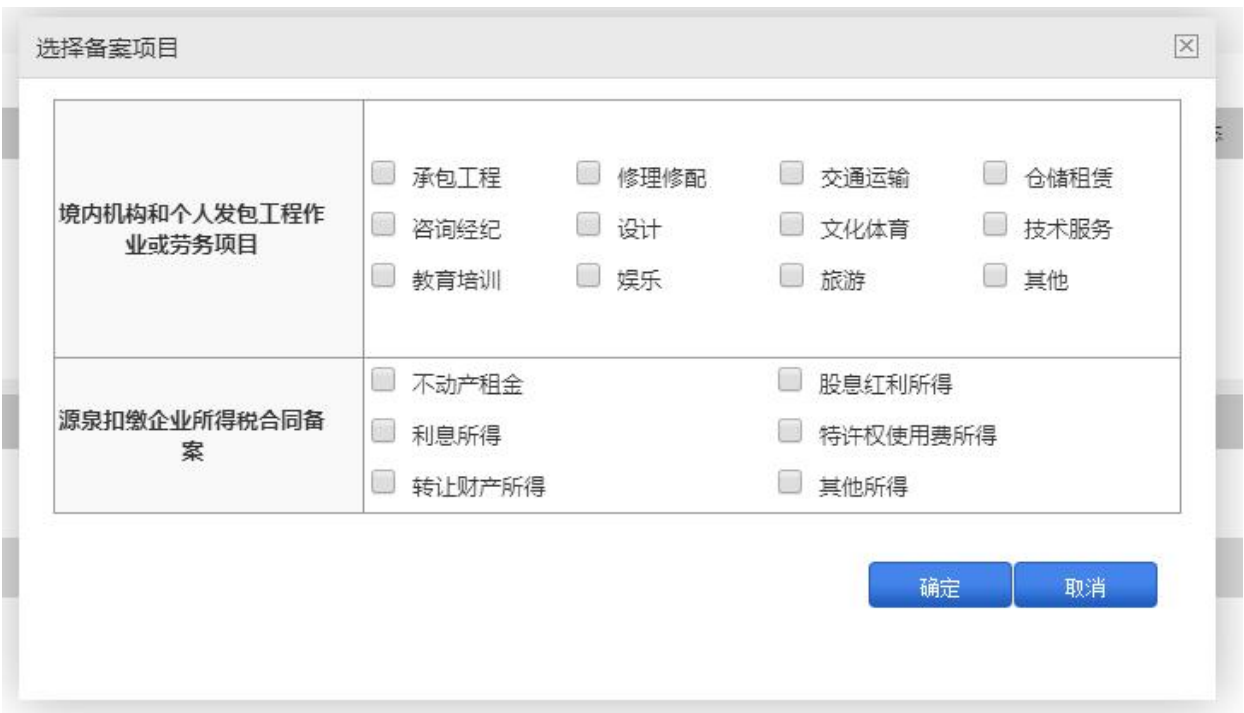 选择备案项目
境内机构和个人发包工程作
业或劳务项目
承包工程 修理修配 交通运输 仓储租赁
咨询经纪 设计 文化体育 技术服务
教育培训 娱乐 旅游 其他
源泉扣缴企业所得税合同备
案
不动产租金 股息红利所得
利息所得 特许权使用费所得
转让财产所得 其他所得
确定 取消